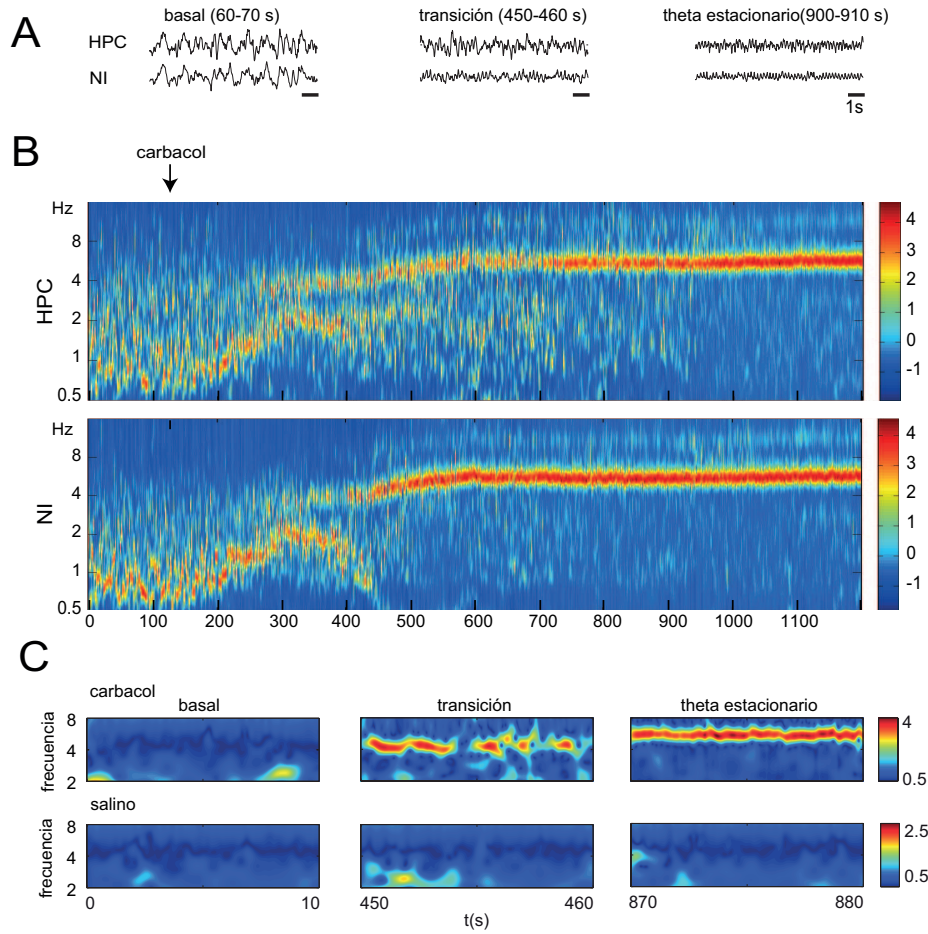 A
basal (60-70 s) transición (450-460 s) theta estacionario(900-910 s)
HPC
NI
1s
B
carbacol
Hz
8
4
2
1
0.5
HPC
4
3
2
1
0
-1
Hz
8
4
2
1
0.5
NI
4
3
2
1
0
-1
0 100 200 300 400 500 600 700 800 900 1000 1100
C
carbacol
basal transición theta estacionario
frecuencia
8
4
2
4
0.5
salino
frecuencia
8
4
2
2.5
0.5
0 10 450 460 870 880
t(s)